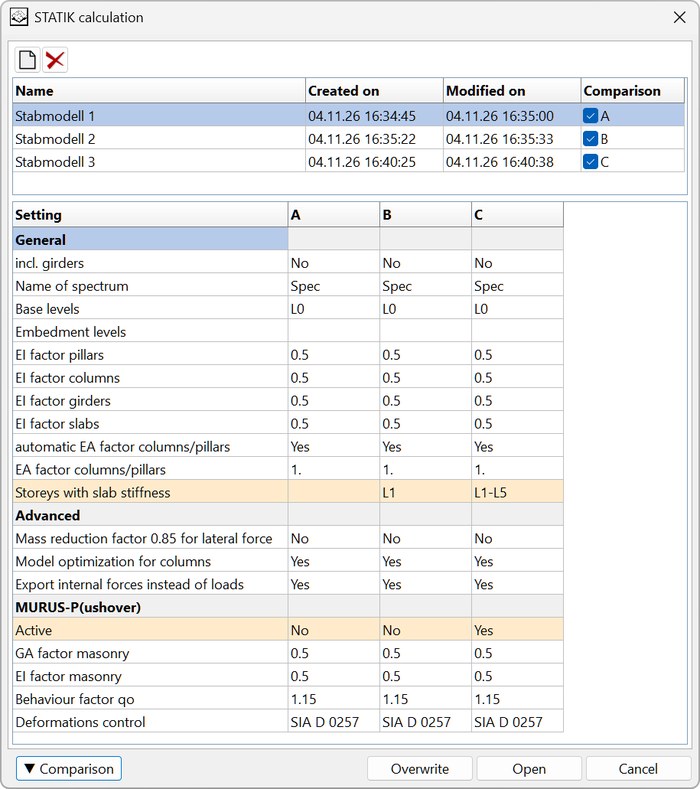 STATIK calculation
Name Created on Modified on Comparison
Stabmodell 1 04.11.26 16:34:45 04.11.26 16:35:00 A
Stabmodell 2 04.11.26 16:35:22 04.11.26 16:35:33 B
Stabmodell 3 04.11.26 16:40:25 04.11.26 16:40:38 C
Setting A B C
General
incl. girders No No No
Name of spectrum Spec Spec Spec
Base levels L0 L0 L0
Embedment levels
EI factor pillars 0.5 0.5 0.5
EI factor columns 0.5 0.5 0.5
EI factor girders 0.5 0.5 0.5
EI factor slabs 0.5 0.5 0.5
automatic EA factor columns/pillars Yes Yes Yes
EA factor columns/pillars 1. 1. 1.
Storeys with slab stiffness L1 L1-L5
Advanced
Mass reduction factor 0.85 for lateral force No No No
Model optimization for columns Yes Yes Yes
Export internal forces instead of loads Yes Yes Yes
MURUS-P(ushover)
Active No No Yes
GA factor masonry 0.5 0.5 0.5
EI factor masonry 0.5 0.5 0.5
Behaviour factor qo 1.15 1.15 1.15
Deformations control SIA D 0257 SIA D 0257 SIA D 0257
▼ Comparison Overwrite Open Cancel